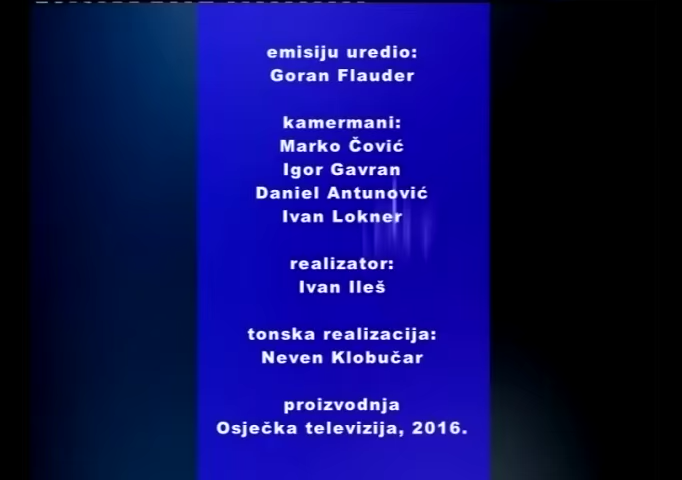 emisiju uredio:
Goran Flauder
kamermani:
Marko Čović
Igor Gavran
Daniel Antunović
Ivan Lokner
realizator:
Ivan Ileš
tonska realizacija:
Neven Klobučar
proizvodnja
Osječka televizija, 2016.